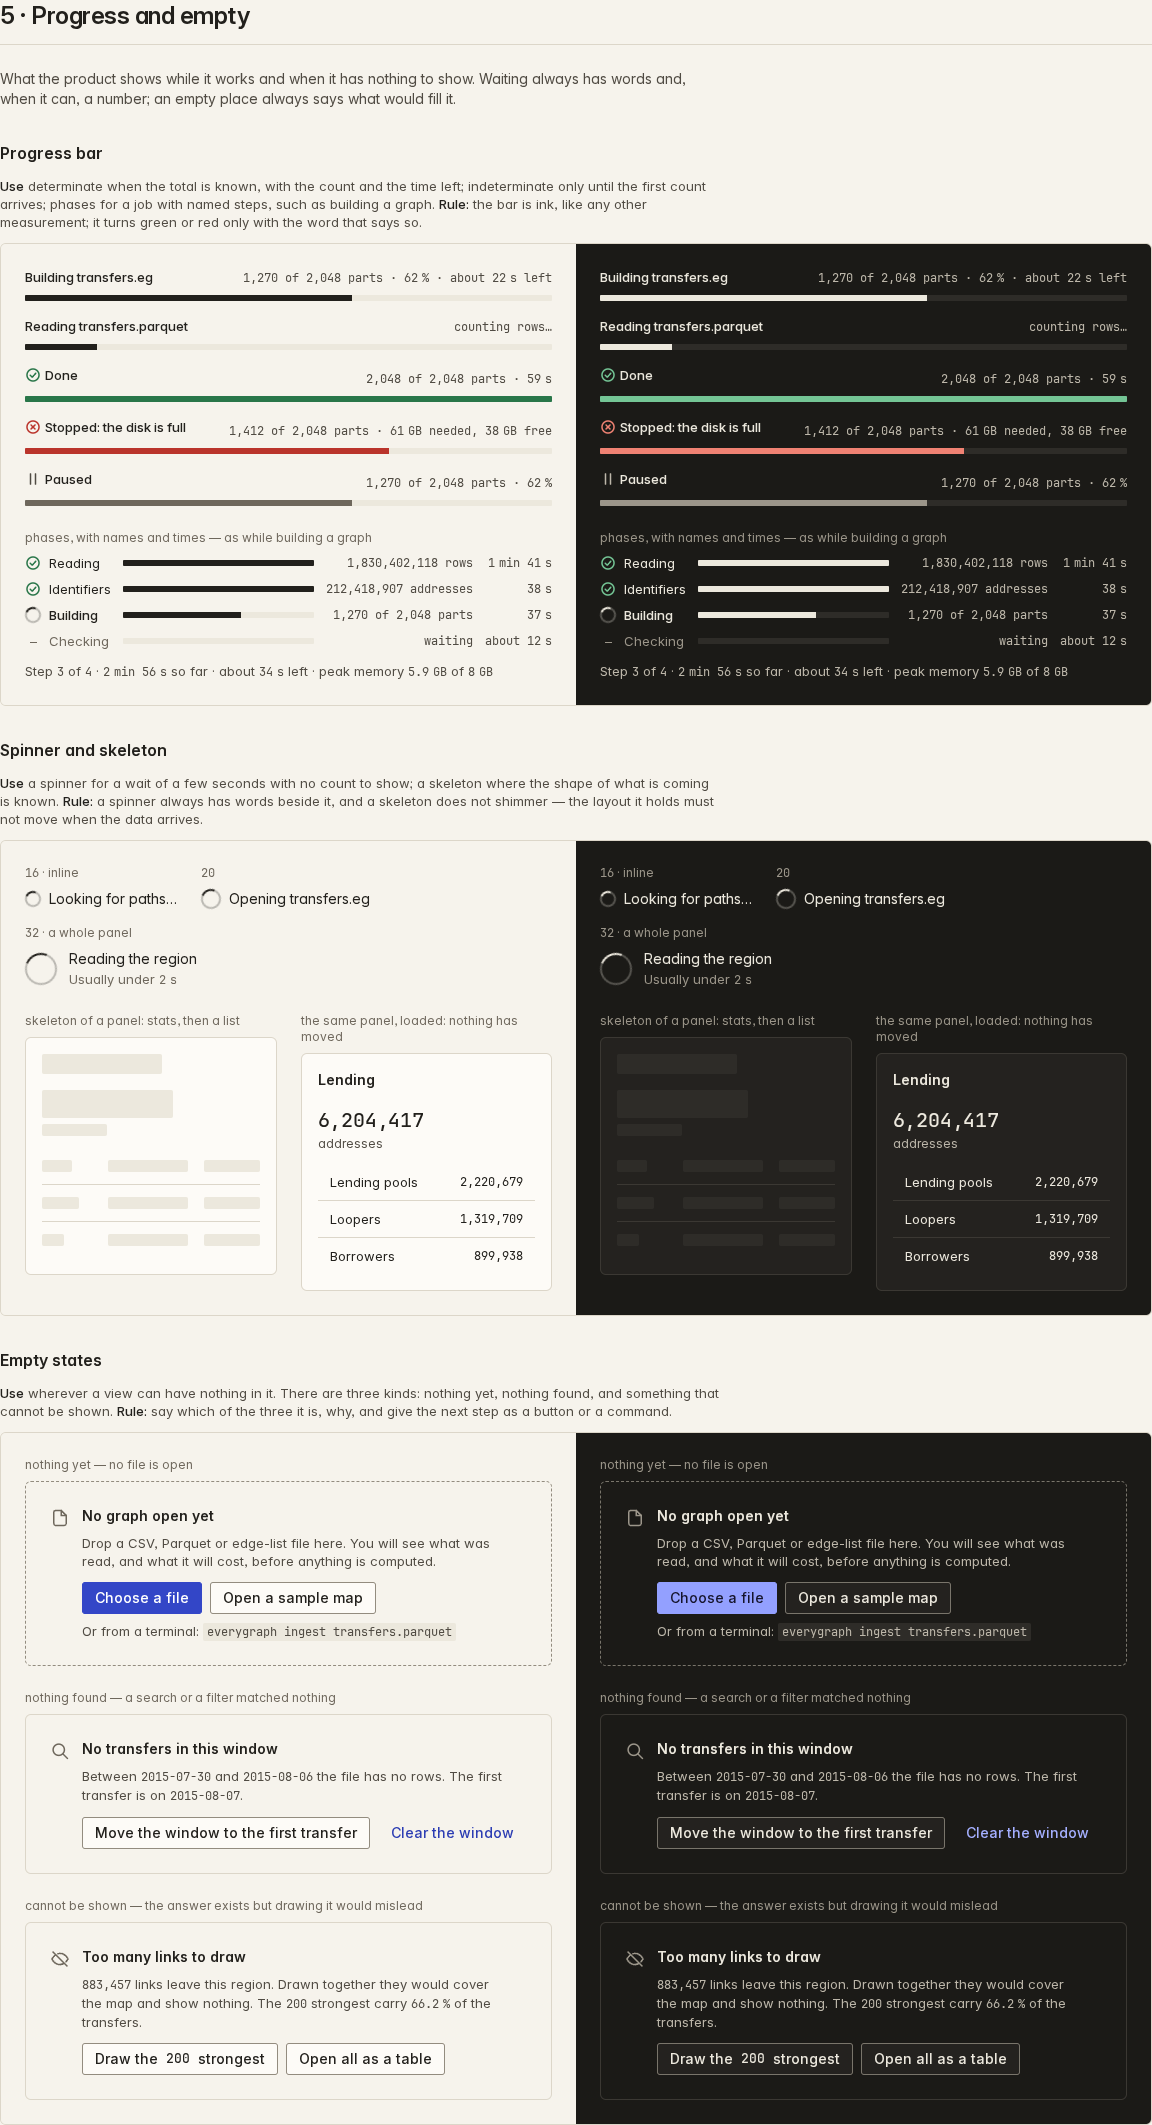 5 · Progress and empty
What the product shows while it works and when it has nothing to show. Waiting always has words and,
when it can, a number; an empty place always says what would fill it.
Progress bar
Use determinate when the total is known, with the count and the time left; indeterminate only until the first count
arrives; phases for a job with named steps, such as building a graph. Rule: the bar is ink, like any other
measurement; it turns green or red only with the word that says so.
Building transfers.eg 1,270 of 2,048 parts · 62 % · about 22 s left
Reading transfers.parquet counting rows…
Done 2,048 of 2,048 parts · 59 s
Stopped: the disk is full 1,412 of 2,048 parts · 61 GB needed, 38 GB free
Paused 1,270 of 2,048 parts · 62 %
phases, with names and times — as while building a graph
Reading 1,830,402,118 rows 1 min 41 s
Identifiers 212,418,907 addresses 38 s
Building 1,270 of 2,048 parts 37 s
– Checking waiting about 12 s
Step 3 of 4 · 2 min 56 s so far · about 34 s left · peak memory 5.9 GB of 8 GB
Building transfers.eg 1,270 of 2,048 parts · 62 % · about 22 s left
Reading transfers.parquet counting rows…
Done 2,048 of 2,048 parts · 59 s
Stopped: the disk is full 1,412 of 2,048 parts · 61 GB needed, 38 GB free
Paused 1,270 of 2,048 parts · 62 %
phases, with names and times — as while building a graph
Reading 1,830,402,118 rows 1 min 41 s
Identifiers 212,418,907 addresses 38 s
Building 1,270 of 2,048 parts 37 s
– Checking waiting about 12 s
Step 3 of 4 · 2 min 56 s so far · about 34 s left · peak memory 5.9 GB of 8 GB
Spinner and skeleton
Use a spinner for a wait of a few seconds with no count to show; a skeleton where the shape of what is coming
is known. Rule: a spinner always has words beside it, and a skeleton does not shimmer — the layout it holds must
not move when the data arrives.
16 · inline 20
Looking for paths… Opening transfers.eg
32 · a whole panel
Reading the region
Usually under 2 s
skeleton of a panel: stats, then a list
the same panel, loaded: nothing has
moved
Lending
6,204,417
addresses
Lending pools 2,220,679
Loopers 1,319,709
Borrowers 899,938
16 · inline 20
Looking for paths… Opening transfers.eg
32 · a whole panel
Reading the region
Usually under 2 s
skeleton of a panel: stats, then a list
the same panel, loaded: nothing has
moved
Lending
6,204,417
addresses
Lending pools 2,220,679
Loopers 1,319,709
Borrowers 899,938
Empty states
Use wherever a view can have nothing in it. There are three kinds: nothing yet, nothing found, and something that
cannot be shown. Rule: say which of the three it is, why, and give the next step as a button or a command.
nothing yet — no file is open
No graph open yet
Drop a CSV, Parquet or edge-list file here. You will see what was
read, and what it will cost, before anything is computed.
Choose a file Open a sample map
Or from a terminal: everygraph ingest transfers.parquet
nothing found — a search or a filter matched nothing
No transfers in this window
Between 2015-07-30 and 2015-08-06 the file has no rows. The first
transfer is on 2015-08-07.
Move the window to the first transfer Clear the window
cannot be shown — the answer exists but drawing it would mislead
Too many links to draw
883,457 links leave this region. Drawn together they would cover
the map and show nothing. The 200 strongest carry 66.2 % of the
transfers.
Draw the 200 strongest Open all as a table
nothing yet — no file is open
No graph open yet
Drop a CSV, Parquet or edge-list file here. You will see what was
read, and what it will cost, before anything is computed.
Choose a file Open a sample map
Or from a terminal: everygraph ingest transfers.parquet
nothing found — a search or a filter matched nothing
No transfers in this window
Between 2015-07-30 and 2015-08-06 the file has no rows. The first
transfer is on 2015-08-07.
Move the window to the first transfer Clear the window
cannot be shown — the answer exists but drawing it would mislead
Too many links to draw
883,457 links leave this region. Drawn together they would cover
the map and show nothing. The 200 strongest carry 66.2 % of the
transfers.
Draw the 200 strongest Open all as a table